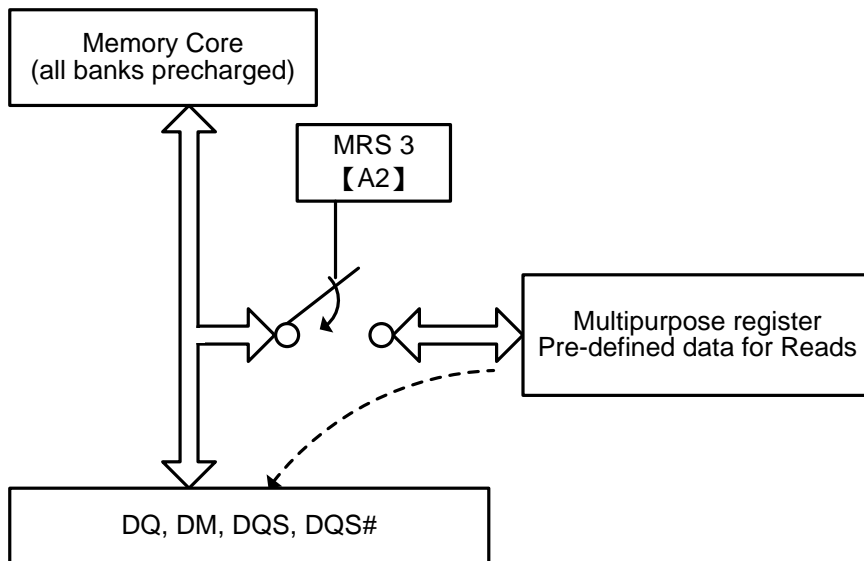 Memory Core
(all banks precharged)
MRS 3
【A2】
Multipurpose register
Pre-defined data for Reads
DQ, DM, DQS, DQS#